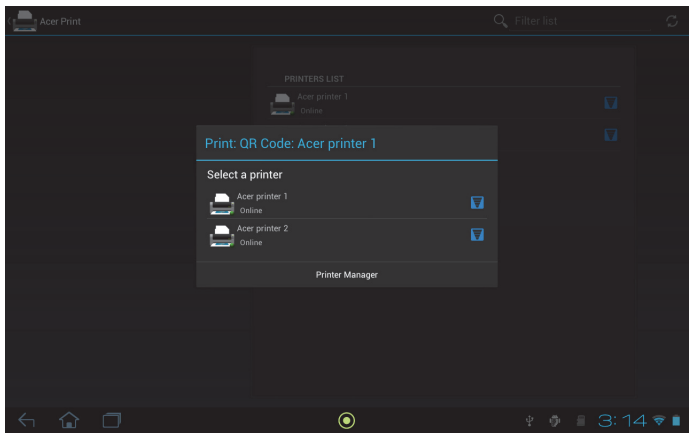 Acer Print
Filter list
PRINTERS LIST
Acer printer 1
Online
Print: QR Code: Acer printer 1
Select a printer
Acer printer 1
Online
Acer printer 2
Online
Printer Manager
3:14